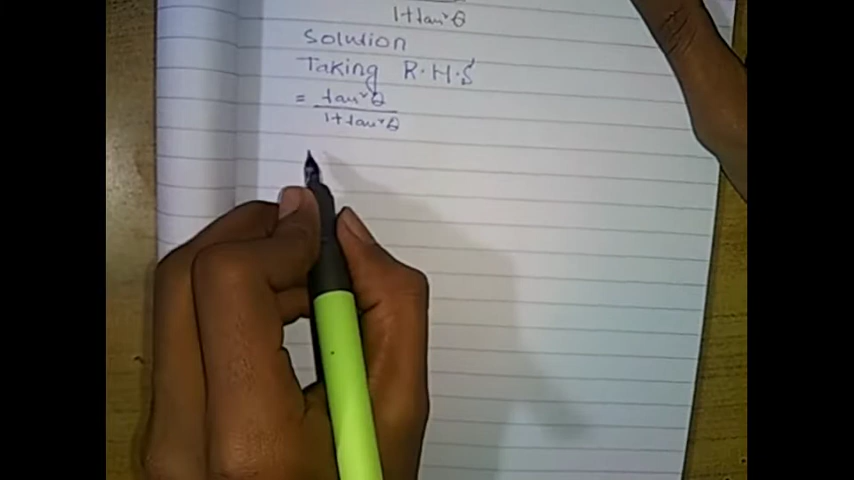 1+tan²θ
Solution
Taking R.H.S
= tan²θ
1+tan²θ